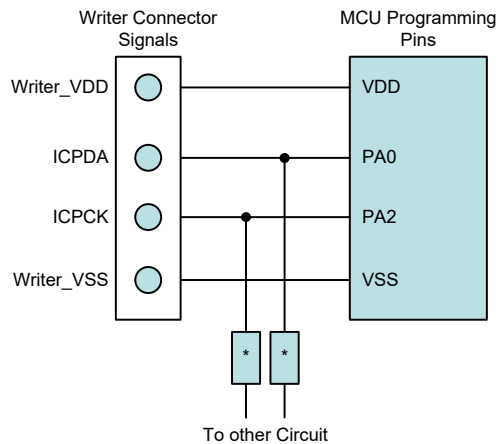 Writer Connector
Signals
MCU Programming
Pins
Writer_VDD
VDD
ICPDA
PA0
ICPCK
PA2
Writer_VSS
VSS
* *
To other Circuit